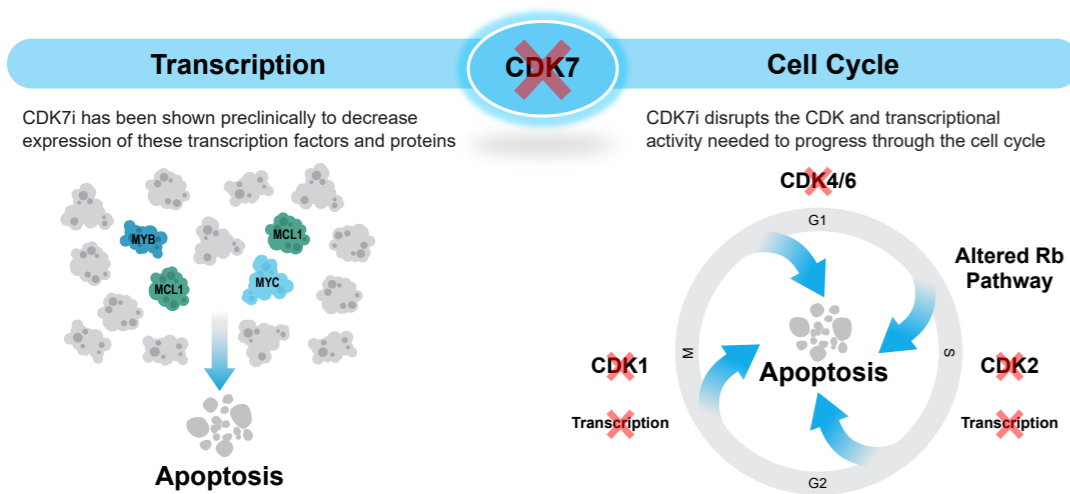 Transcription
CDK7
Cell Cycle
CDK7i has been shown preclinically to decrease
expression of these transcription factors and proteins
MYB
MCL1
MCL1
MYC
Apoptosis
CDK7i disrupts the CDK and transcriptional
activity needed to progress through the cell cycle
CDK4/6
G1
Altered Rb
Pathway
M
S
CDK1
Apoptosis
CDK2
Transcription
Transcription
G2